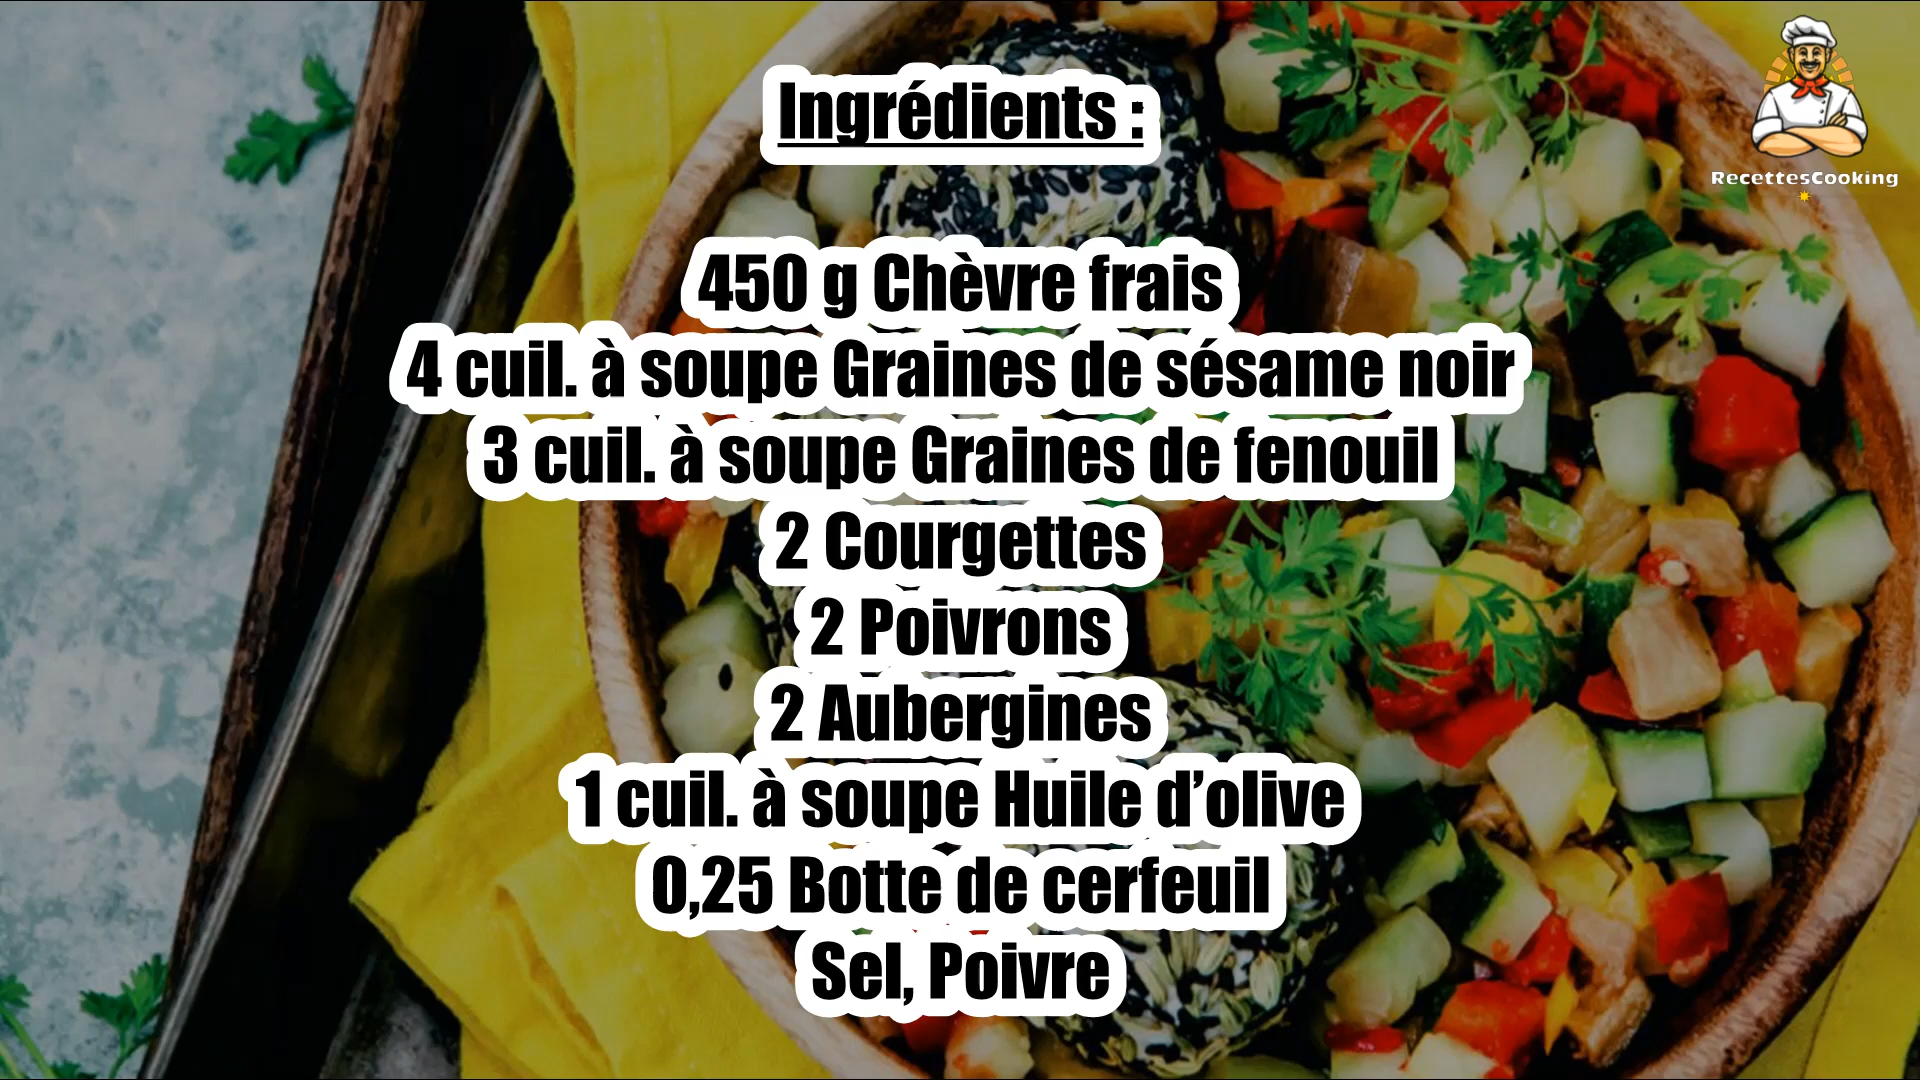 Ingrédients :
RecettesCooking
450 g Chèvre frais
4 cuil. à soupe Graines de sésame noir
3 cuil. à soupe Graines de fenouil
2 Courgettes
2 Poivrons
2 Aubergines
1 cuil. à soupe Huile d’olive
0,25 Botte de cerfeuil
Sel, Poivre